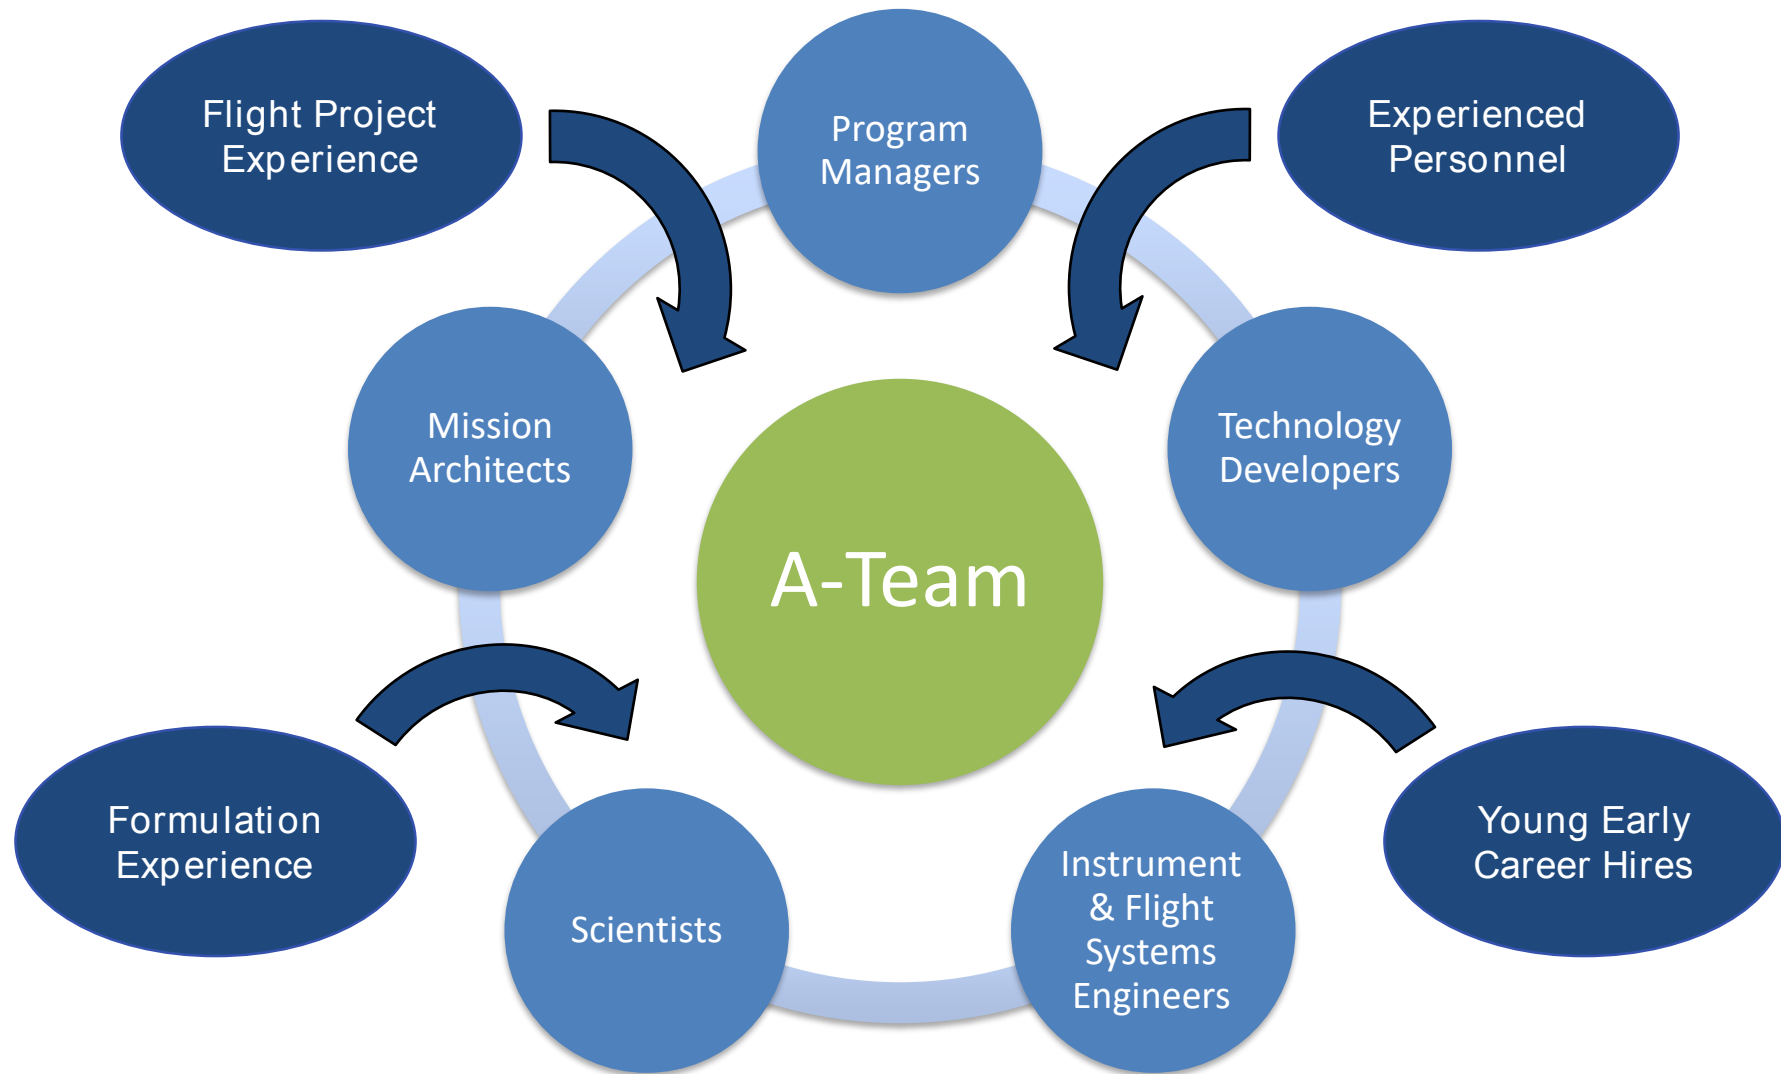 Flight Project
Experience
Program
Managers
Experienced
Personnel
Mission
Architects
Technology
Developers
A-Team
Formulation
Experience
Scientists
Instrument
& Flight
Systems
Engineers
Young Early
Career Hires